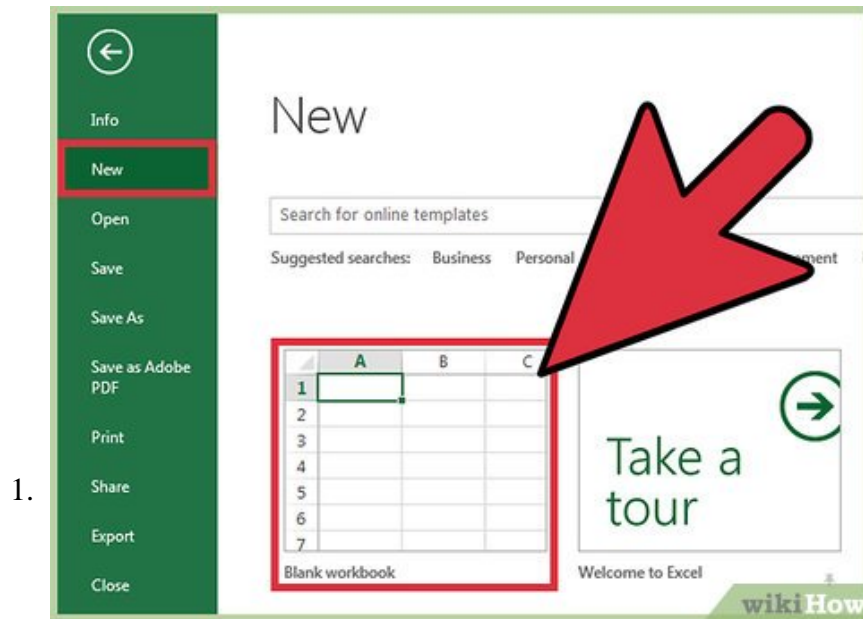 Info
New
Open
Save
Save As
Save as Adobe
PDF
Print
Share
Export
Close
New
Search for online templates
Suggested searches: Business Personal
A B C
1
2
3
4
5
6
7
Blank workbook
Take a
tour
Welcome to Excel
1.
wikiHow